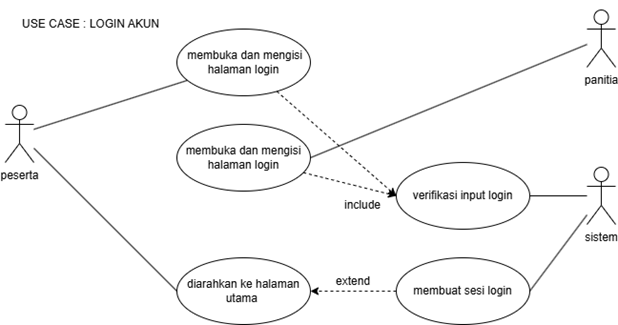 USE CASE : LOGIN AKUN
membuka dan mengisi
halaman login
panitia
peserta
membuka dan mengisi
halaman login
verifikasi input login
include
sistem
extend
diarahkan ke halaman
utama
membuat sesi login